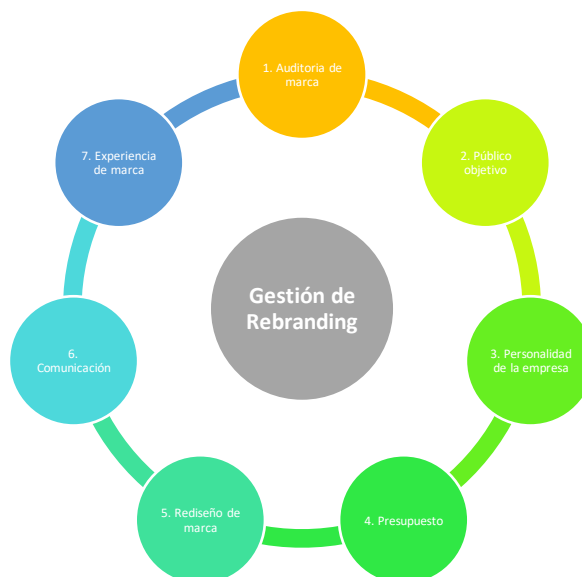 1. Auditoria de
marca
2. Público
objetivo
3. Personalidad
de la empresa
4. Presupuesto
5. Rediseño de
marca
6.
Comunicación
7. Experiencia
de marca
Gestión de
Rebranding